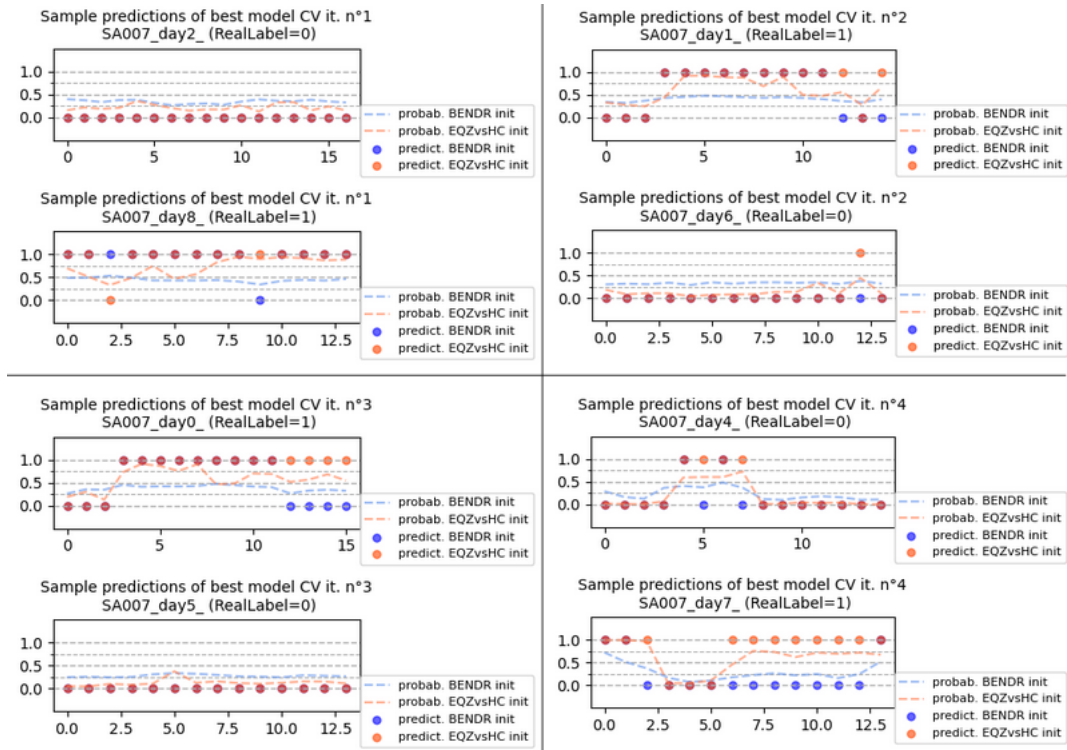 Sample predictions of best model CV it. n°1
SA007_day2_ (RealLabel=0)
1.0
0.5
0.0
0
5
10
15
probab. BENDR init
probab. EQZvsHC init
predict. BENDR init
predict. EQZvsHC init
Sample predictions of best model CV it. n°1
SA007_day8_ (RealLabel=1)
1.0
0.5
0.0
0.0
2.5
5.0
7.5
10.0
12.5
probab. BENDR init
probab. EQZvsHC init
predict. BENDR init
predict. EQZvsHC init
Sample predictions of best model CV it. n°2
SA007_day1_ (RealLabel=1)
1.0
0.5
0.0
0
5
10
probab. BENDR init
probab. EQZvsHC init
predict. BENDR init
predict. EQZvsHC init
Sample predictions of best model CV it. n°2
SA007_day6_ (RealLabel=0)
1.0
0.5
0.0
0.0
2.5
5.0
7.5
10.0
12.5
probab. BENDR init
probab. EQZvsHC init
predict. BENDR init
predict. EQZvsHC init
Sample predictions of best model CV it. n°3
SA007_day0_ (RealLabel=1)
1.0
0.5
0.0
0
5
10
15
probab. BENDR init
probab. EQZvsHC init
predict. BENDR init
predict. EQZvsHC init
Sample predictions of best model CV it. n°3
SA007_day5_ (RealLabel=0)
1.0
0.5
0.0
0.0
2.5
5.0
7.5
10.0
12.5
probab. BENDR init
probab. EQZvsHC init
predict. BENDR init
predict. EQZvsHC init
Sample predictions of best model CV it. n°4
SA007_day4_ (RealLabel=0)
1.0
0.5
0.0
0
5
10
probab. BENDR init
probab. EQZvsHC init
predict. BENDR init
predict. EQZvsHC init
Sample predictions of best model CV it. n°4
SA007_day7_ (RealLabel=1)
1.0
0.5
0.0
0.0
2.5
5.0
7.5
10.0
12.5
probab. BENDR init
probab. EQZvsHC init
predict. BENDR init
predict. EQZvsHC init